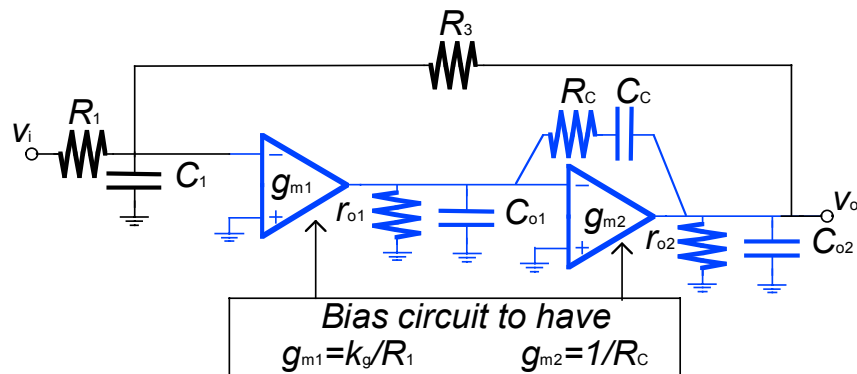 R3
RC CC
R1
vi
C1
gm1
ro1
Co1
gm2
ro2
vo
Co2
Bias circuit to have
gm1=kg/R1 gm2=1/RC